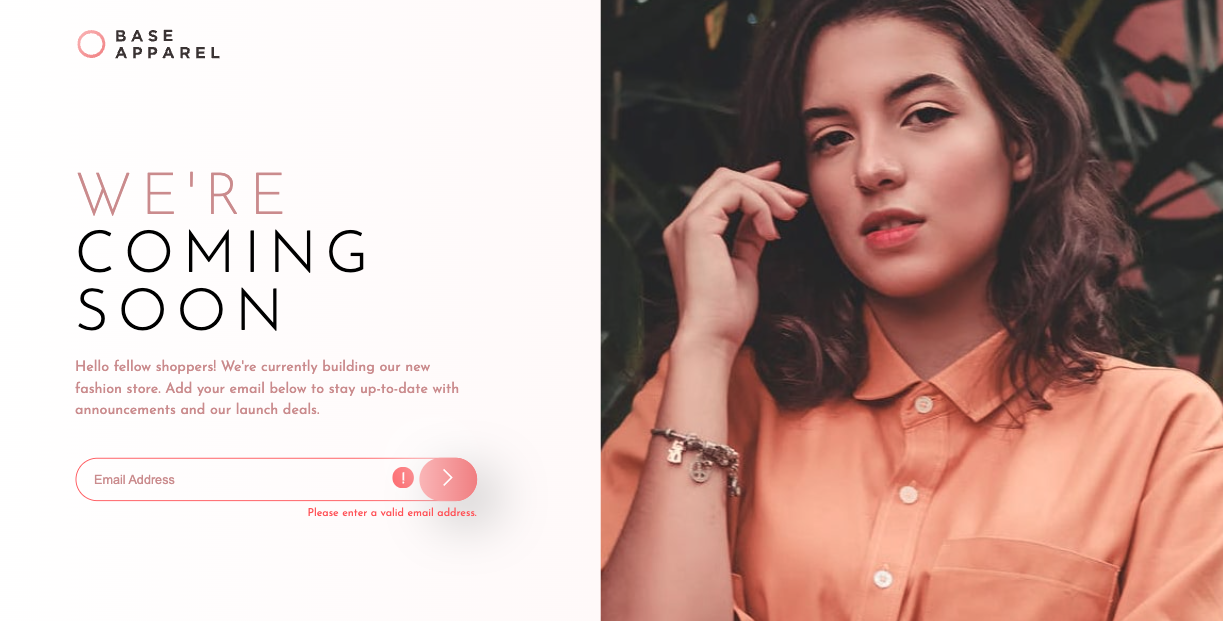 BASE
APPAREL
WE'RE
COMING
SOON
Hello fellow shoppers! We're currently building our new
fashion store. Add your email below to stay up-to-date with
announcements and our launch deals.
Email Address !
Please enter a valid email address.